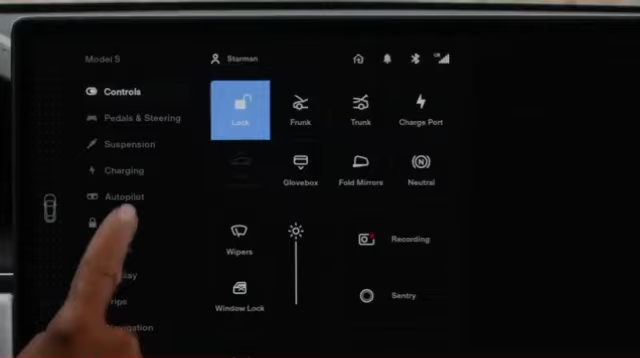 Model S
Starman
LTE
Controls
Pedals & Steering
Suspension
Charging
Autopilot
Lock
Frunk
Trunk
Charge Port
Glovebox
Fold Mirrors
Neutral
Wipers
Recording
Window Lock
Sentry